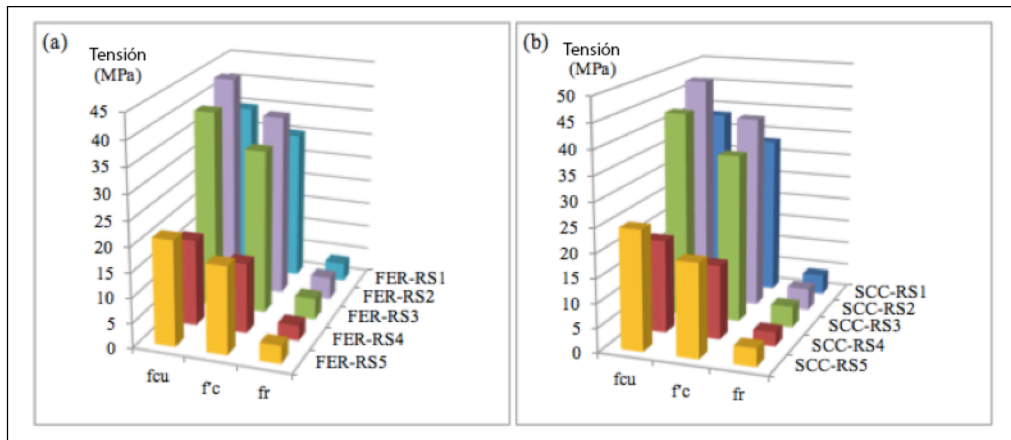 (a)
Tensión
(MPa)
45
40
35
30
25
20
15
10
5
0
fcu
f'c
fr
FER-RS1
FER-RS2
FER-RS3
FER-RS4
FER-RS5
(b)
Tensión
(MPa)
50
45
40
35
30
25
20
15
10
5
0
fcu
f'c
fr
SCC-RS1
SCC-RS2
SCC-RS3
SCC-RS4
SCC-RS5